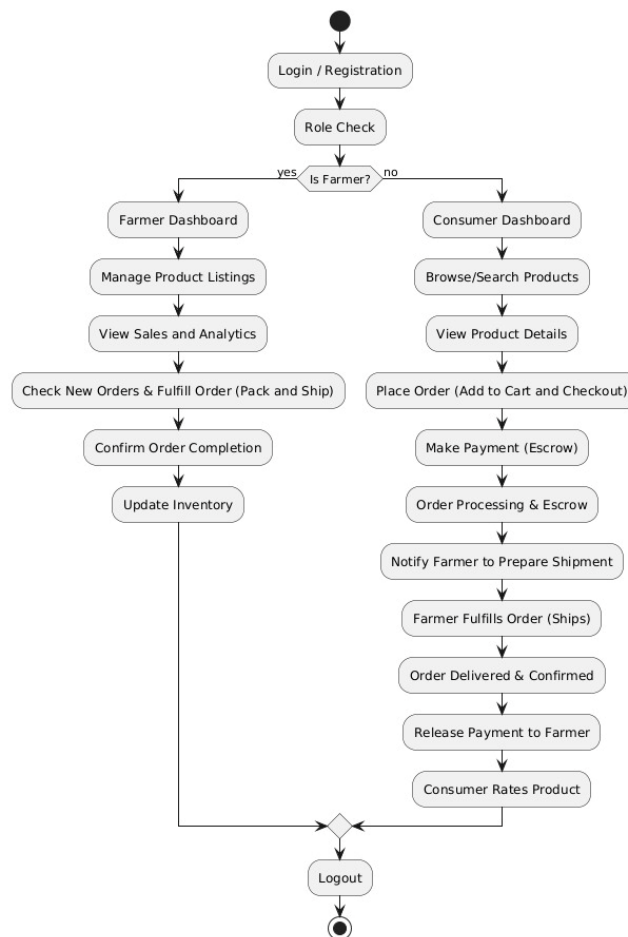 Login / Registration
Role Check
Is Farmer?
yes
no
Farmer Dashboard
Manage Product Listings
View Sales and Analytics
Check New Orders & Fulfill Order (Pack and Ship)
Confirm Order Completion
Update Inventory
Consumer Dashboard
Browse/Search Products
View Product Details
Place Order (Add to Cart and Checkout)
Make Payment (Escrow)
Order Processing & Escrow
Notify Farmer to Prepare Shipment
Farmer Fulfills Order (Ships)
Order Delivered & Confirmed
Release Payment to Farmer
Consumer Rates Product
Logout